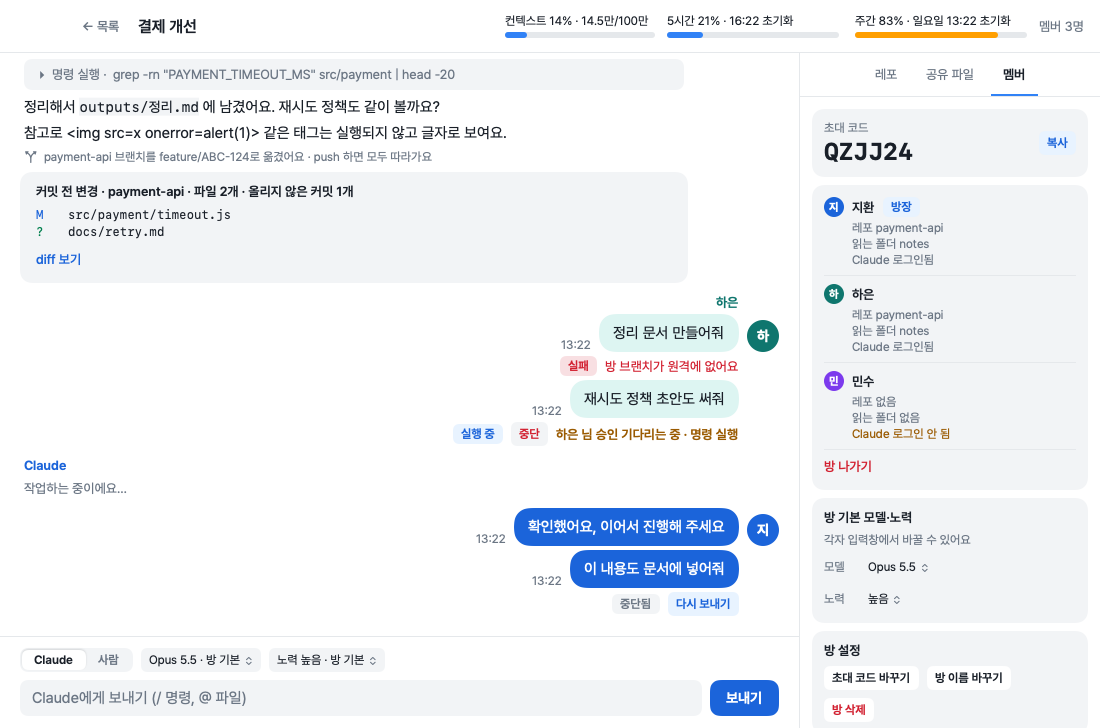 ← 목록
결제 개선
컨텍스트 14% · 14.5만/100만
5시간 21% · 16:22 초기화
주간 83% · 일요일 13:22 초기화
멤버 3명
명령 실행 · grep -rn "PAYMENT_TIMEOUT_MS" src/payment | head -20
정리해서 outputs/정리.md 에 남겼어요. 재시도 정책도 같이 볼까요?
참고로 <img src=x onerror=alert(1)> 같은 태그는 실행되지 않고 글자로 보여요.
payment-api 브랜치를 feature/ABC-124로 옮겼어요 · push 하면 모두 따라가요
커밋 전 변경 · payment-api · 파일 2개 · 올리지 않은 커밋 1개
M src/payment/timeout.js
? docs/retry.md
diff 보기
하은
정리 문서 만들어줘
하
13:22
실패 방 브랜치가 원격에 없어요
재시도 정책 초안도 써줘
13:22
실행 중 중단 하은 님 승인 기다리는 중 · 명령 실행
Claude
작업하는 중이에요...
확인했어요, 이어서 진행해 주세요
지
13:22
이 내용도 문서에 넣어줘
13:22
중단됨 다시 보내기
Claude 사람 Opus 5.5 · 방 기본 노력 높음 · 방 기본
Claude에게 보내기 (/ 명령, @ 파일)
보내기
레포 공유 파일 멤버
초대 코드
QZJJ24
복사
지 지환 방장
레포 payment-api
읽는 폴더 notes
Claude 로그인됨
하 하은
레포 payment-api
읽는 폴더 notes
Claude 로그인됨
민 민수
레포 없음
읽는 폴더 없음
Claude 로그인 안 됨
방 나가기
방 기본 모델·노력
각자 입력창에서 바꿀 수 있어요
모델 Opus 5.5
노력 높음
방 설정
초대 코드 바꾸기 방 이름 바꾸기
방 삭제